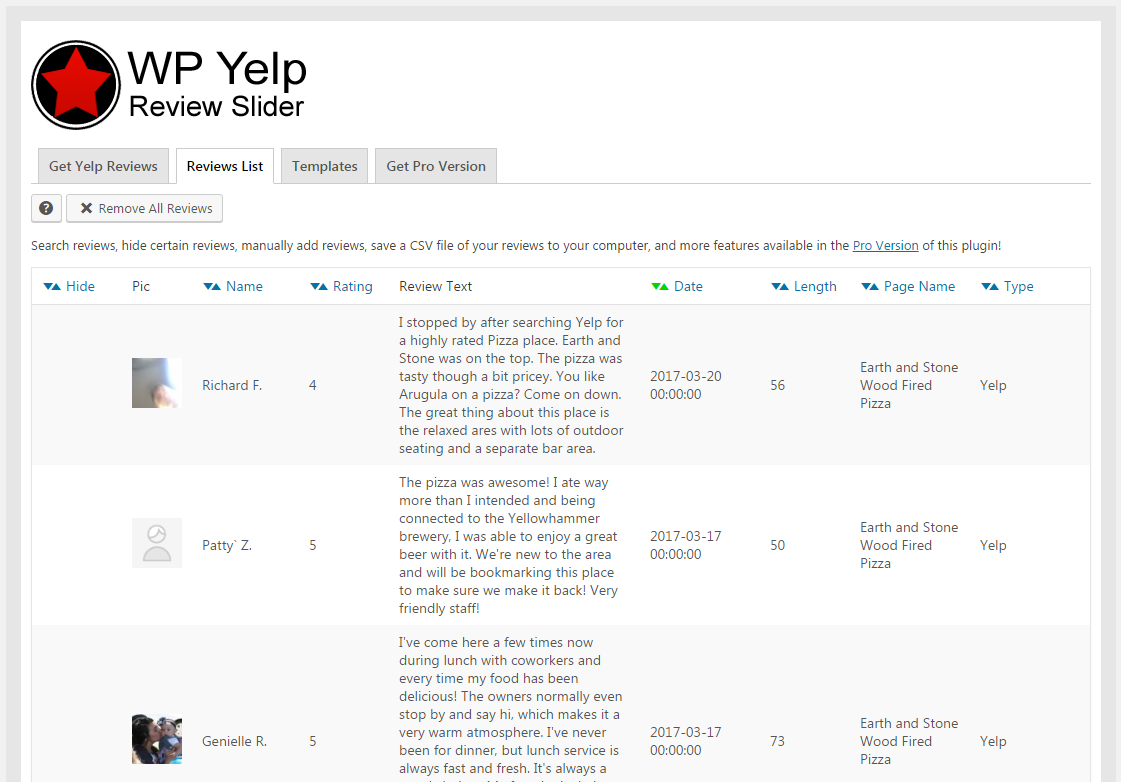 WP Yelp
Review Slider
Get Yelp Reviews
Reviews List
Templates
Get Pro Version
?
Remove All Reviews
Search reviews, hide certain reviews, manually add reviews, save a CSV file of your reviews to your computer, and more features available in the Pro Version of this plugin!
Hide Pic Name Rating Review Text Date Length Page Name Type
Richard F.
4
I stopped by after searching Yelp for
a highly rated Pizza place. Earth and
Stone was on the top. The pizza was
tasty though a bit pricey. You like
Arugula on a pizza? Come on down.
The great thing about this place is
the relaxed ares with lots of outdoor
seating and a separate bar area.
2017-03-20
00:00:00
56
Earth and Stone
Wood Fired
Pizza
Yelp
Patty` Z.
5
The pizza was awesome! I ate way
more than I intended and being
connected to the Yellowhammer
brewery, I was able to enjoy a great
beer with it. We're new to the area
and will be bookmarking this place
to make sure we make it back! Very
friendly staff!
2017-03-17
00:00:00
50
Earth and Stone
Wood Fired
Pizza
Yelp
Genielle R.
5
I've come here a few times now
during lunch with coworkers and
every time my food has been
delicious! The owners normally even
stop by and say hi, which makes it a
very warm atmosphere. I've never
been for dinner, but lunch service is
always fast and fresh. It's always a
2017-03-17
00:00:00
73
Earth and Stone
Wood Fired
Pizza
Yelp